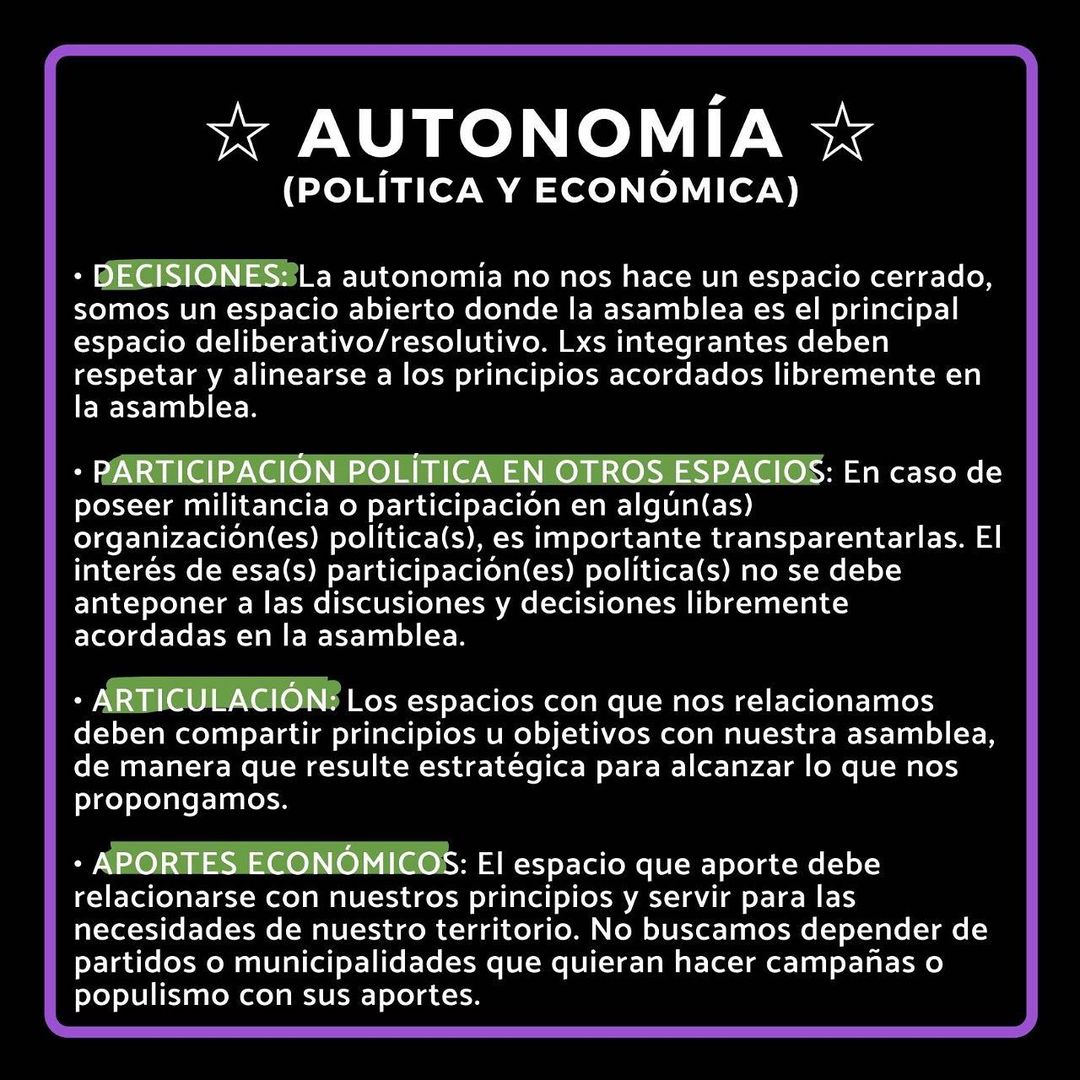 ☆ AUTONOMÍA ☆
(POLÍTICA Y ECONÓMICA)
• DECISIONES: La autonomía no nos hace un espacio cerrado,
somos un espacio abierto donde la asamblea es el principal
espacio deliberativo/resolutivo. Lxs integrantes deben
respetar y alinearse a los principios acordados libremente en
la asamblea.
• PARTICIPACIÓN POLÍTICA EN OTROS ESPACIOS: En caso de
poseer militancia o participación en algún(as)
organización(es) política(s), es importante transparentarlas. El
interés de esa(s) participación(es) política(s) no se debe
anteponer a las discusiones y decisiones libremente
acordadas en la asamblea.
• ARTICULACIÓN: Los espacios con que nos relacionamos
deben compartir principios u objetivos con nuestra asamblea,
de manera que resulte estratégica para alcanzar lo que nos
propongamos.
• APORTES ECONÓMICOS: El espacio que aporte debe
relacionarse con nuestros principios y servir para las
necesidades de nuestro territorio. No buscamos depender de
partidos o municipalidades que quieran hacer campañas o
populismo con sus aportes.